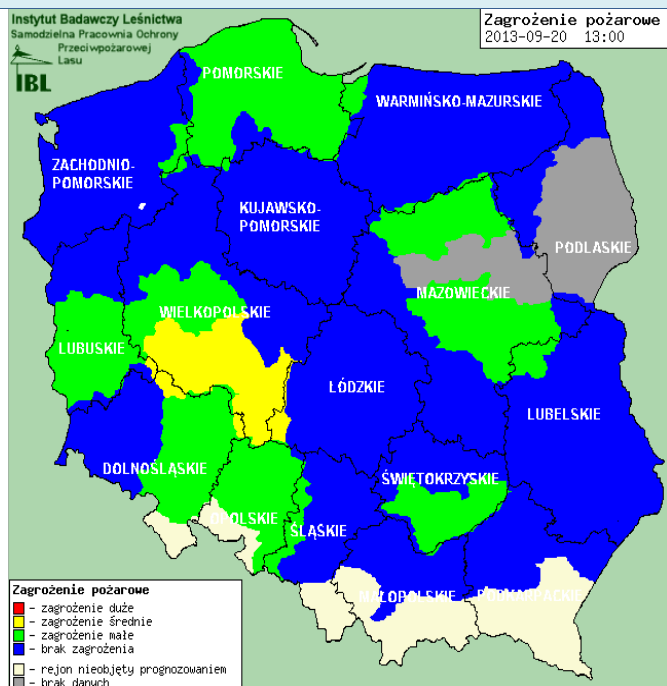 Instytut Badawczy Leśnictwa
Samodzielna Pracownia Ochrony
Przeciwpożarowej
Lasu
IBL
Zagrożenie pożarowe
2013-09-20 13:00
POMORSKIE
WARMIŃSKO-MAZURSKIE
ZACHODNIO-
POMORSKIE
KUJAWSKO-
POMORSKIE
PODLASKIE
MAZOWIECKIE
WIELKOPOLSKIE
LUBUSKIE
ŁÓDZKIE
LUBELSKIE
DOLNOŚLĄSKIE
ŚWIĘTOKRZYSKIE
OPOLSKIE
ŚLĄSKIE
MAŁOPOLSKIE
PODKARPACKIE
Zagrożenie pożarowe
- zagrożenie duże
- zagrożenie średnie
- zagrożenie małe
- brak zagrożenia
- rejon nieobjęty prognozowaniem
- brak danych